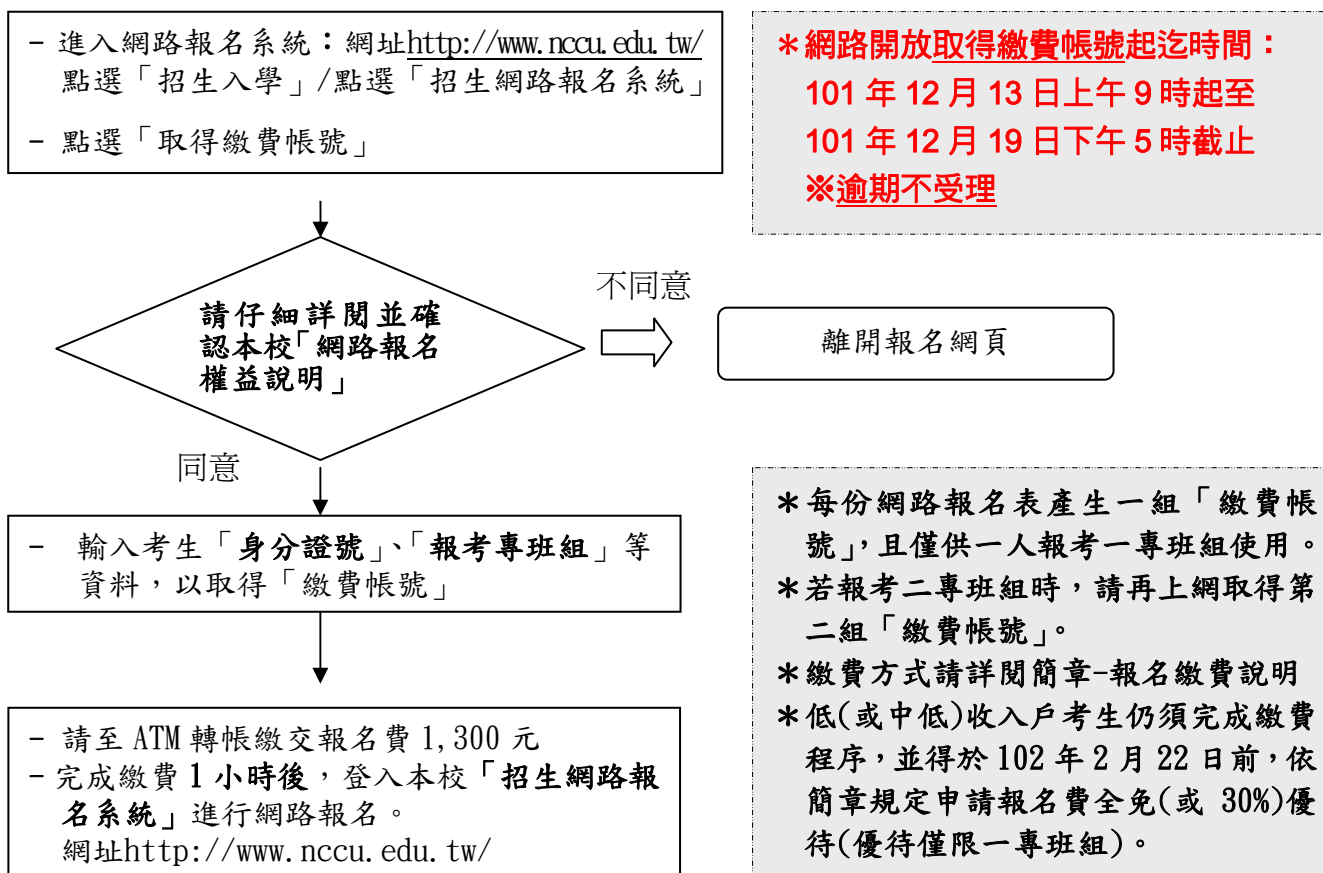 - 進入網路報名系統：網址http://www.nccu.edu.tw/
點選「招生入學」/點選「招生網路報名系統」
- 點選「取得繳費帳號」
＊網路開放取得繳費帳號起迄時間：
101 年 12 月 13 日上午 9 時起至
101 年 12 月 19 日下午 5 時截止
※逾期不受理
請仔細詳閱並確
認本校「網路報名
權益說明」
不同意
離開報名網頁
同意
- 輸入考生「身分證號」、「報考專班組」等
資料，以取得「繳費帳號」
- 請至 ATM 轉帳繳交報名費 1,300 元
- 完成繳費 1 小時後，登入本校「招生網路報
名系統」進行網路報名。
網址http://www.nccu.edu.tw/
＊每份網路報名表產生一組「繳費帳
號」，且僅供一人報考一專班組使用。
＊若報考二專班組時，請再上網取得第
二組「繳費帳號」。
＊繳費方式請詳閱簡章-報名繳費說明
＊低(或中低)收入戶考生仍須完成繳費
程序，並得於 102 年 2 月 22 日前，依
簡章規定申請報名費全免(或 30%)優
待(優待僅限一專班組)。